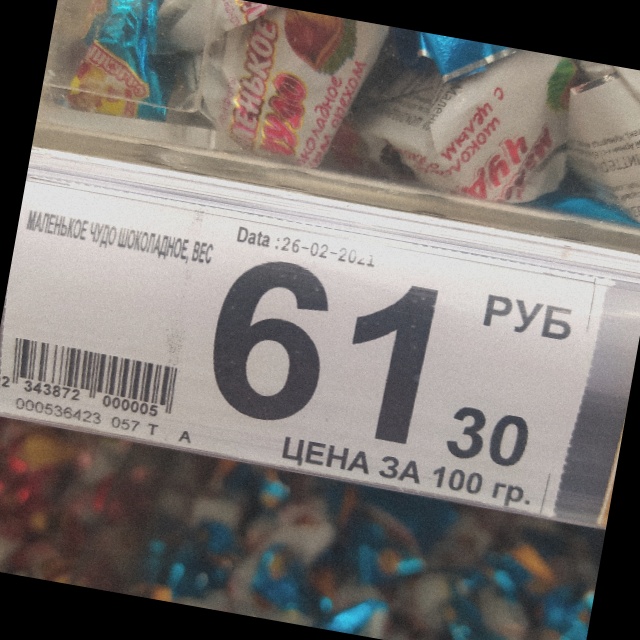 МАЛЕНЬКОЕ ЧУДО ШОКОЛАДНОЕ, ВЕС
Data :26-02-2021
61 30
РУБ
ЦЕНА ЗА 100 гр.
2 343872 000005
000536423 057 Т А